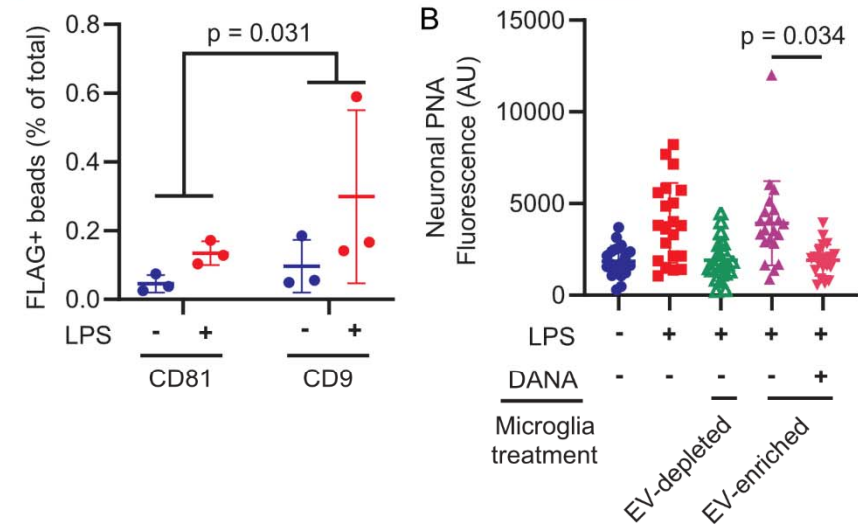 FLAG+ beads (% of total)
0.8
0.6
0.4
0.2
0.0
p = 0.031
LPS - + - +
CD81 CD9
B
Neuronal PNA
Fluorescence (AU)
15000
10000
5000
0
p = 0.034
LPS - + + + +
DANA - - - - +
Microglia
treatment
EV-depleted
EV-enriched